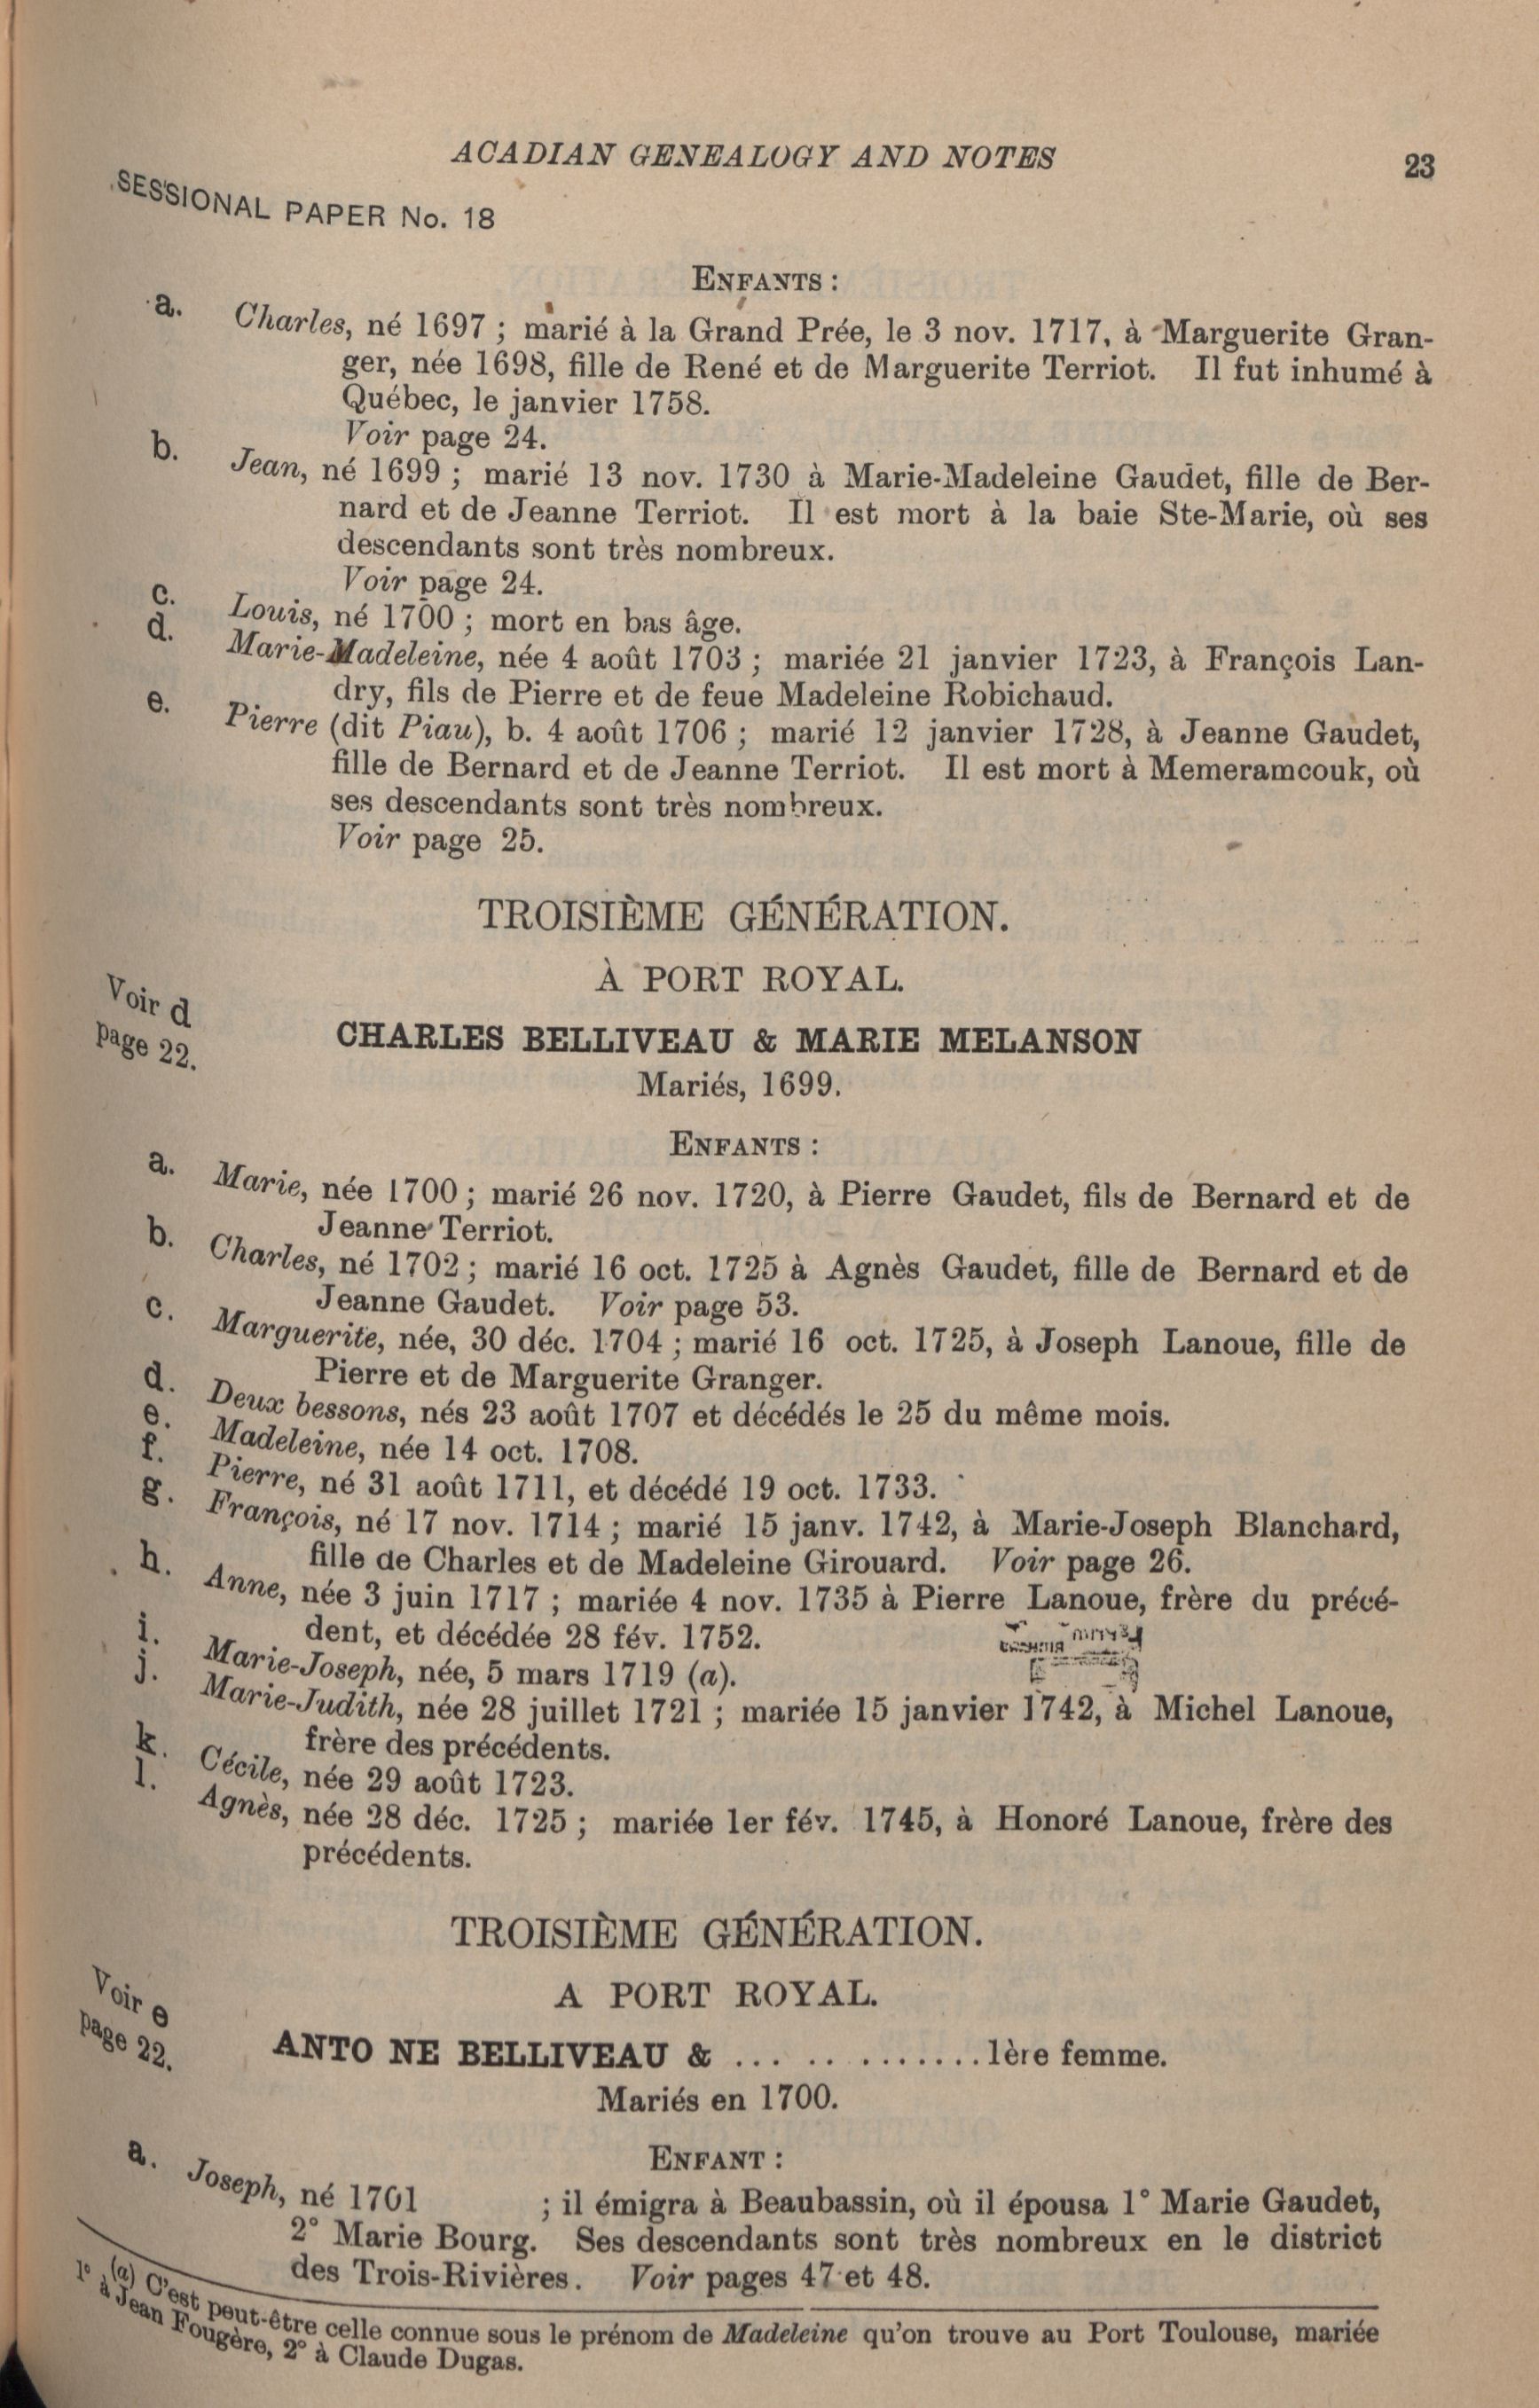 ACADIAN GENEALOGY AND NOTES 23
SESSIONAL PAPER No. 18
ENFANTS :
a. Charles, né 1697 ; marié à la Grand Prée, le 3 nov. 1717, à Marguerite Gran-
ger, née 1698, fille de René et de Marguerite Terriot. Il fut inhumé à
Québec, le janvier 1758.
Voir page 24.
b. Jean, né 1699 ; marié 13 nov. 1730 à Marie-Madeleine Gaudet, fille de Ber-
nard et de Jeanne Terriot. Il est mort à la baie Ste-Marie, où ses
descendants sont très nombreux.
Voir page 24.
c. Louis, né 1700 ; mort en bas âge.
d. Marie-Madeleine, née 4 août 1703 ; mariée 21 janvier 1723, à François Lan-
dry, fils de Pierre et de feue Madeleine Robichaud.
e. Pierre (dit Piau), b. 4 août 1706 ; marié 12 janvier 1728, à Jeanne Gaudet,
fille de Bernard et de Jeanne Terriot. Il est mort à Memeramcouk, où
ses descendants sont très nombreux.
Voir page 25.
TROISIÈME GÉNÉRATION.
À PORT ROYAL.
Voir d
page 22.
CHARLES BELLIVEAU & MARIE MELANSON
Mariés, 1699.
ENFANTS :
a. Marie, née 1700 ; marié 26 nov. 1720, à Pierre Gaudet, fils de Bernard et de
Jeanne Terriot.
b. Charles, né 1702 ; marié 16 oct. 1725 à Agnès Gaudet, fille de Bernard et de
Jeanne Gaudet. Voir page 53.
c. Marguerite, née, 30 déc. 1704 ; marié 16 oct. 1725, à Joseph Lanoue, fille de
Pierre et de Marguerite Granger.
d. Deux bessons, nés 23 août 1707 et décédés le 25 du même mois.
e. Madeleine, née 14 oct. 1708.
f. Pierre, né 31 août 1711, et décédé 19 oct. 1733.
g. François, né 17 nov. 1714 ; marié 15 janv. 1742, à Marie-Joseph Blanchard,
fille de Charles et de Madeleine Girouard. Voir page 26.
h. Anne, née 3 juin 1717 ; mariée 4 nov. 1735 à Pierre Lanoue, frère du précé-
dent, et décédée 28 fév. 1752.
i. Marie-Joseph, née, 5 mars 1719 (a).
j. Marie-Judith, née 28 juillet 1721 ; mariée 15 janvier 1742, à Michel Lanoue,
frère des précédents.
k. Cécile, née 29 août 1723.
l. Agnès, née 28 déc. 1725 ; mariée 1er fév. 1745, à Honoré Lanoue, frère des
précédents.
TROISIÈME GÉNÉRATION.
A PORT ROYAL.
Voir e
page 22.
ANTO NE BELLIVEAU & ... .. ............1ère femme.
Mariés en 1700.
ENFANT :
a. Joseph, né 1701 ; il émigra à Beaubassin, où il épousa 1° Marie Gaudet,
2° Marie Bourg. Ses descendants sont très nombreux en le district
des Trois-Rivières. Voir pages 47 et 48.
(a) C'est peut-être celle connue sous le prénom de Madeleine qu'on trouve au Port Toulouse, mariée
1° à Jean Fougère, 2° à Claude Dugas.